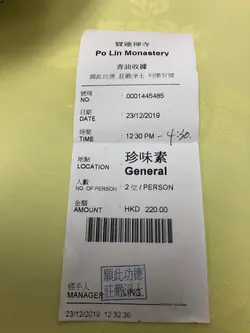 寶蓮禪寺
Po Lin Monastery
香油收據
願此功德 莊嚴淨土 利樂有情
號碼
NO. : 0001445485
日期
DATE : 23/12/2019
時間
TIME : 12:30 PM - 4:30.
地點
LOCATION : 珍味素
General
人數
NO. OF PERSON : 2 位 / PERSON
金額
AMOUNT : HKD 220.00
經手人
MANAGER
願此功德
莊嚴淨土
23/12/2019 12:32:36